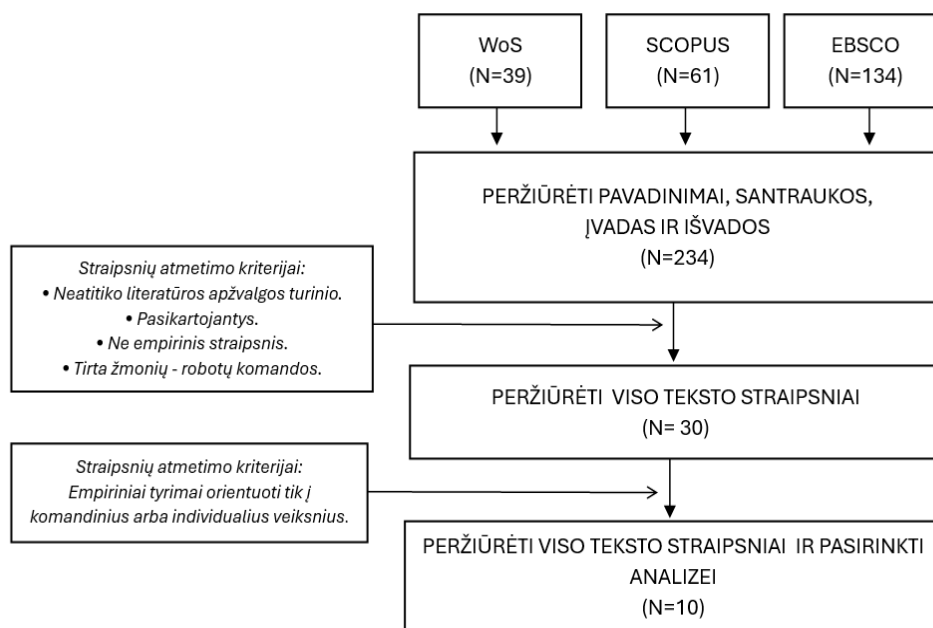 WoS
(N=39)
SCOPUS
(N=61)
EBSCO
(N=134)
PERŽIŪRĖTI PAVADINIMAI, SANTRAUKOS,
ĮVADAS IR IŠVADOS
(N=234)
Straipsnių atmetimo kriterijai:
• Neatitiko literatūros apžvalgos turinio.
• Pasikartojantys.
• Ne empirinis straipsnis.
• Tirta žmonių - robotų komandos.
PERŽIŪRĖTI VISO TEKSTO STRAIPSNIAI
(N= 30)
Straipsnių atmetimo kriterijai:
Empiriniai tyrimai orientuoti tik į
komandinius arba individualius veiksnius.
PERŽIŪRĖTI VISO TEKSTO STRAIPSNIAI IR PASIRINKTI
ANALIZEI
(N=10)